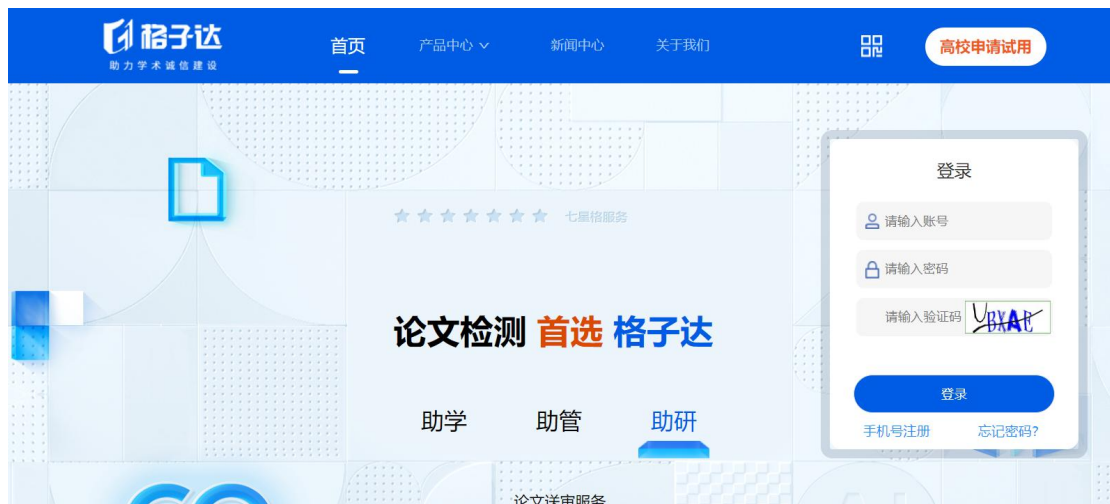 格子达
助力学术诚信建设
首页 产品中心 新闻中心 关于我们
高校申请试用
登录
请输入账号
七星格服务
请输入密码
请输入验证码
论文检测 首选 格子达
登录
助学 助管 助研
手机号注册 忘记密码?
论文送审服务